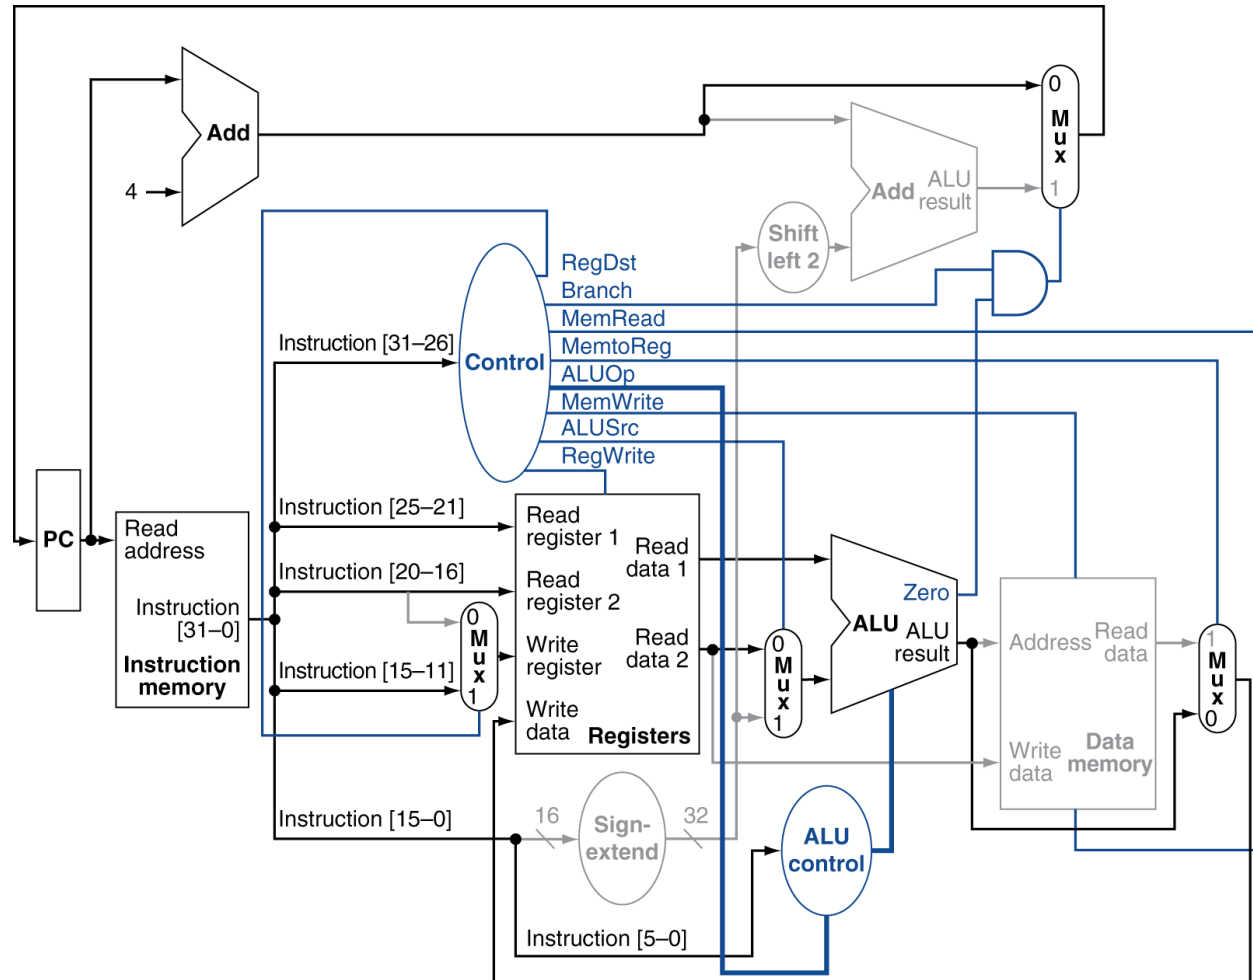 0
M
u
x
1
Add
4
Add
ALU
result
Shift
left 2
RegDst
Branch
MemRead
MemtoReg
ALUOp
MemWrite
ALUSrc
RegWrite
Control
Instruction [31–26]
Instruction [25–21]
Instruction [20–16]
Instruction [15–11]
Instruction [15–0]
PC
Read
address
Instruction
[31–0]
Instruction
memory
0
M
u
x
1
Read
register 1
Read
register 2
Write
register
Write
data
Read
data 1
Read
data 2
Registers
0
M
u
x
1
Zero
ALU
ALU
result
Address
Read
data
Write
data
Data
memory
1
M
u
x
0
16
Sign-
extend
32
ALU
control
Instruction [5–0]